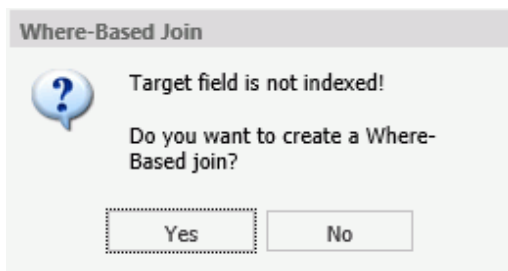 Where-Based Join
Target field is not indexed!
Do you want to create a Where-
Based join?
Yes
No